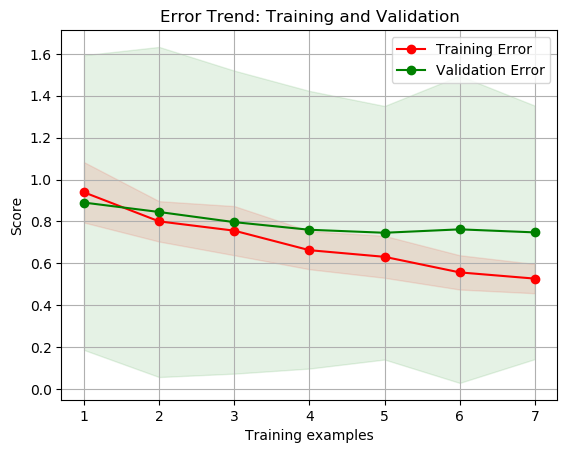 Error Trend: Training and Validation
Training Error
Validation Error
Score
1.6
1.4
1.2
1.0
0.8
0.6
0.4
0.2
0.0
1 2 3 4 5 6 7
Training examples